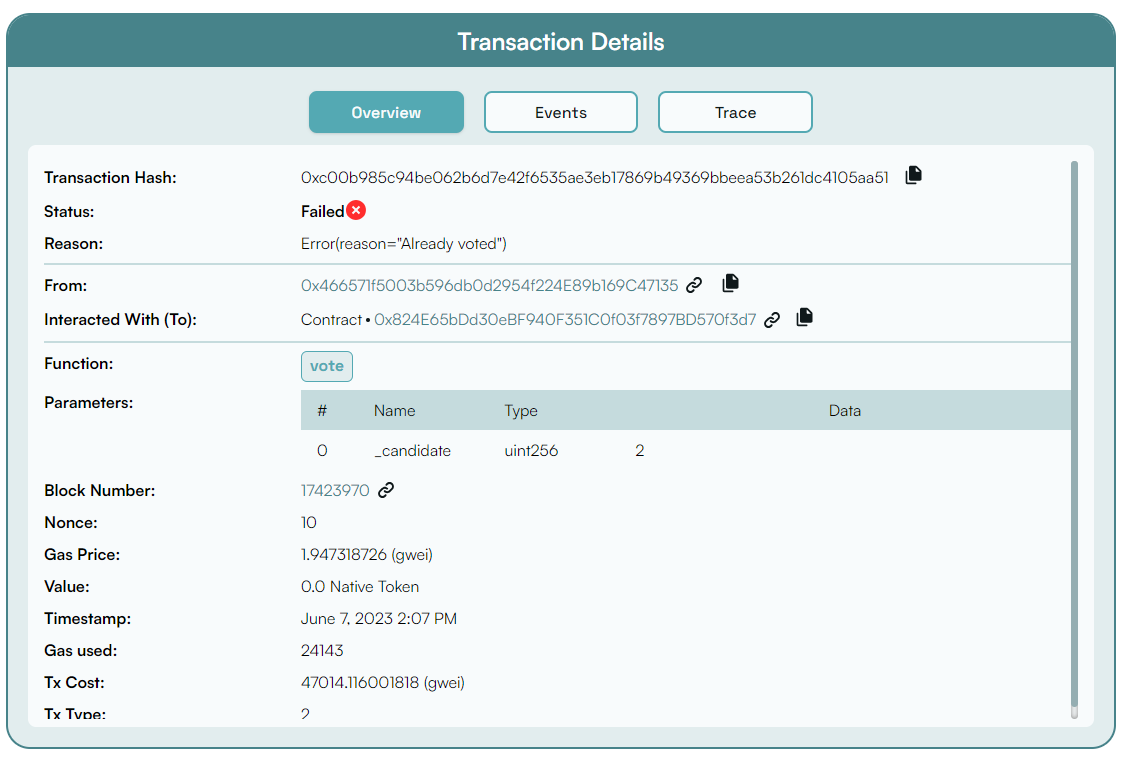 Transaction Details
Overview Events Trace
Transaction Hash: 0xc00b985c94be062b6d7e42f6535ae3eb17869b49369bbeea53b261dc4105aa51
Status: Failed
Reason: Error(reason="Already voted")
From: 0x466571f5003b596db0d2954f224E89b169C47135
Interacted With (To): Contract • 0x824E65bDd30eBF940F351C0f03f7897BD570f3d7
Function: vote
Parameters: # Name Type Data
0 _candidate uint256 2
Block Number: 17423970
Nonce: 10
Gas Price: 1.947318726 (gwei)
Value: 0.0 Native Token
Timestamp: June 7, 2023 2:07 PM
Gas used: 24143
Tx Cost: 47014.116001818 (gwei)
Tx Type: 2